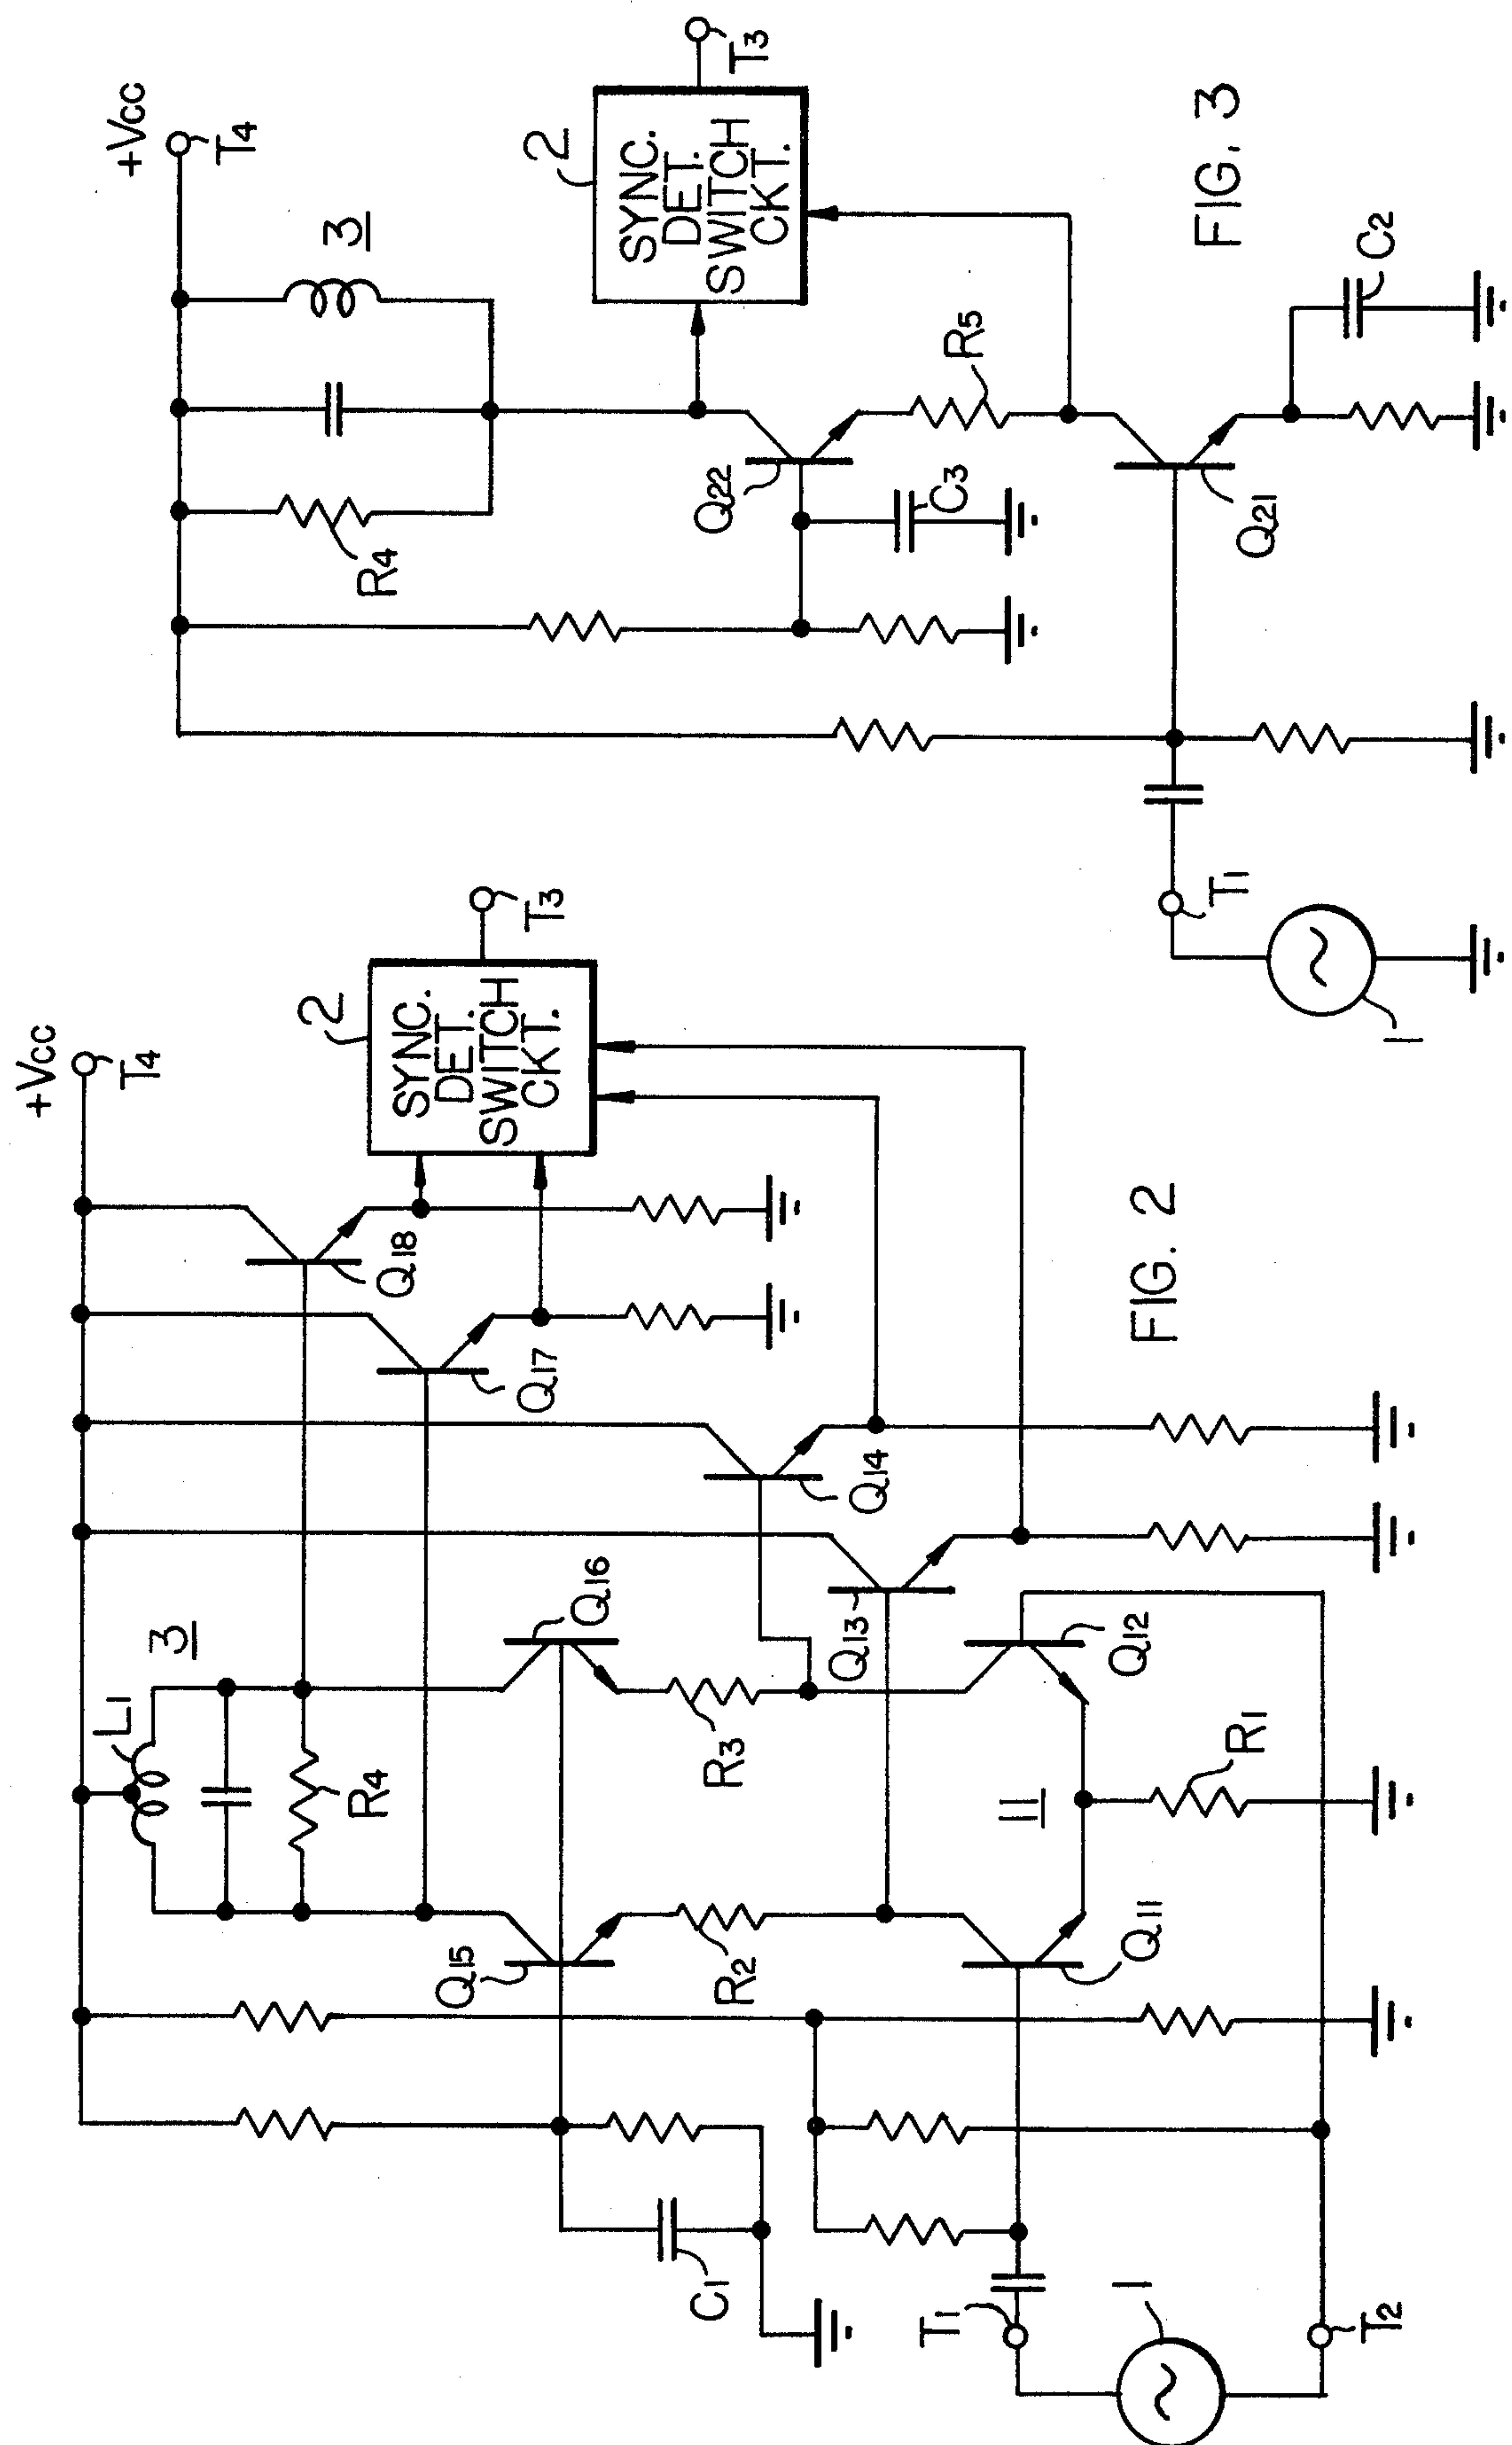 +Vcc
T4
3
L1
R4
Q18
Q17
2
SYNC.
DET.
SWITCH
CKT.
T3
Q16
Q15
R3
R2
Q14
Q13
Q12
Q11
11
R1
C1
T1
1
T2
FIG. 2
+Vcc
T4
3
R4
2
SYNC.
DET.
SWITCH
CKT.
T3
Q22
R5
C3
Q21
C2
T1
1
FIG. 3